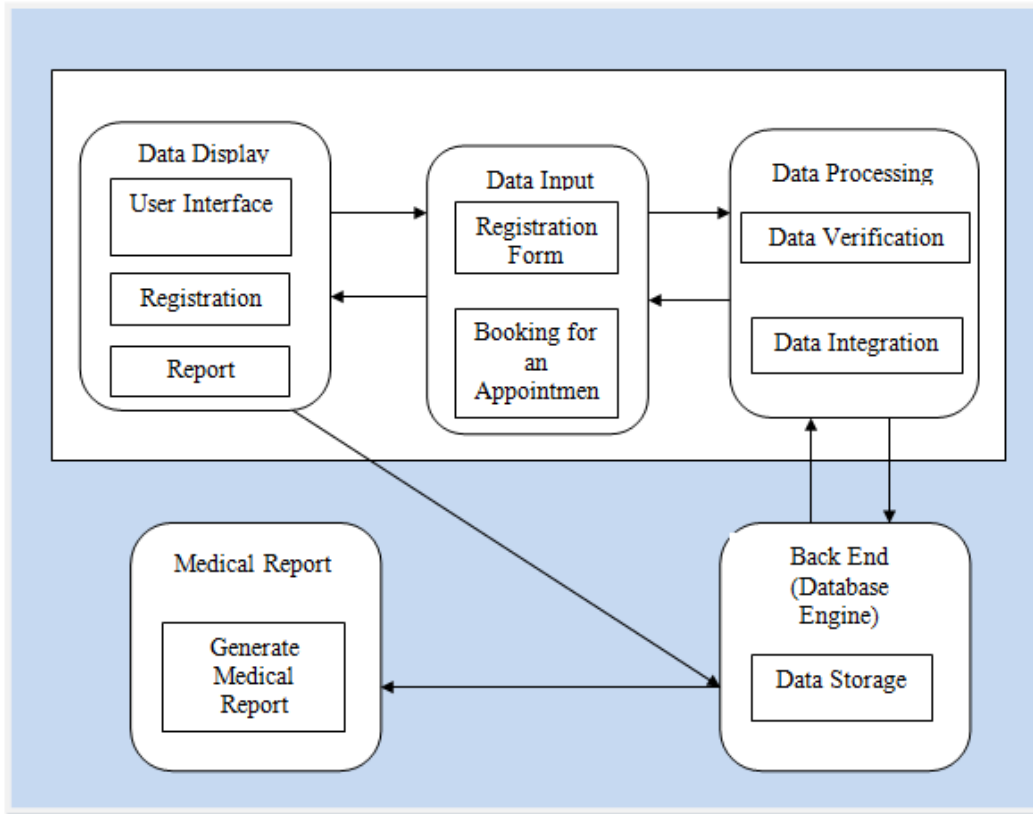 Data Display
User Interface
Registration
Report
Data Input
Registration
Form
Booking for
an
Appointmen
Data Processing
Data Verification
Data Integration
Medical Report
Generate
Medical
Report
Back End
(Database
Engine)
Data Storage